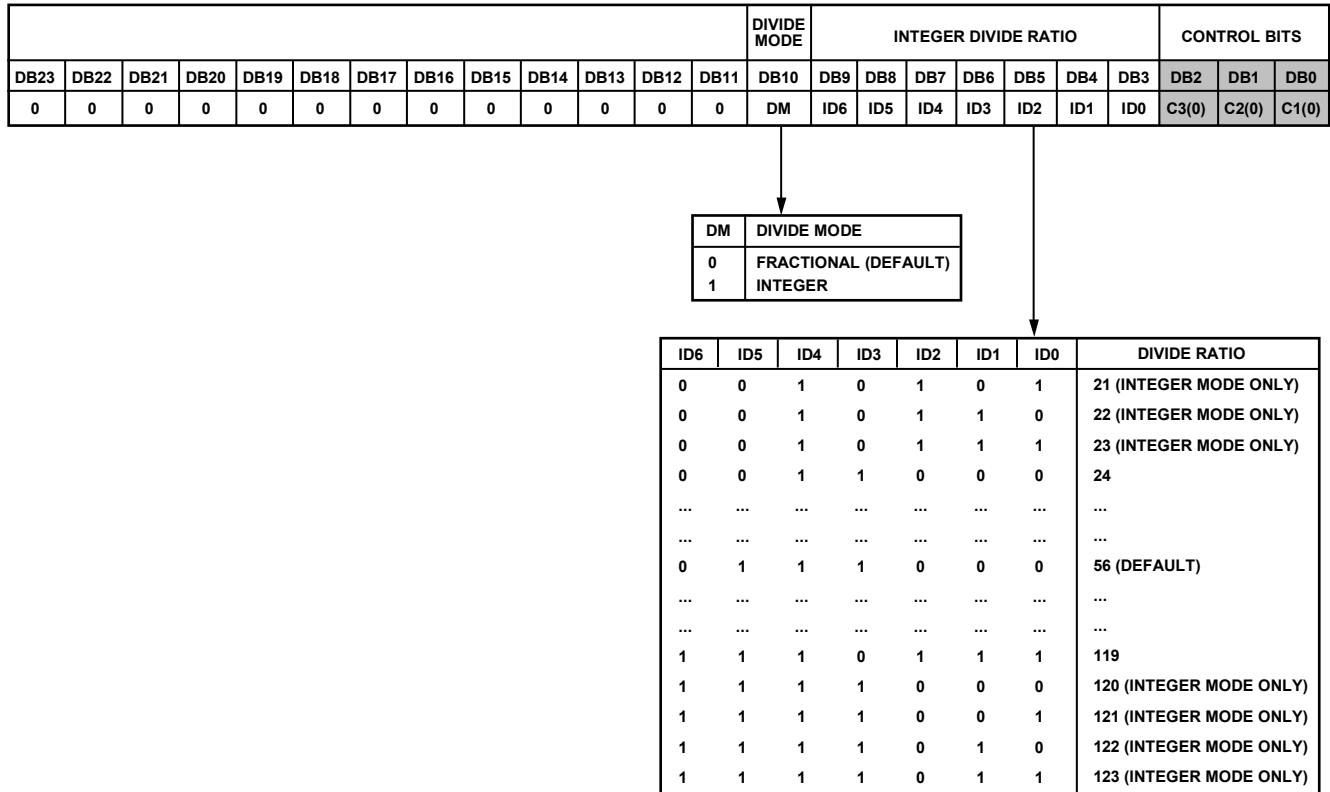 DIVIDE MODE INTEGER DIVIDE RATIO CONTROL BITS
DB23 DB22 DB21 DB20 DB19 DB18 DB17 DB16 DB15 DB14 DB13 DB12 DB11 DB10 DB9 DB8 DB7 DB6 DB5 DB4 DB3 DB2 DB1 DB0
0 0 0 0 0 0 0 0 0 0 0 0 0 DM ID6 ID5 ID4 ID3 ID2 ID1 ID0 C3(0) C2(0) C1(0)
DM DIVIDE MODE
0 FRACTIONAL (DEFAULT)
1 INTEGER
ID6 ID5 ID4 ID3 ID2 ID1 ID0 DIVIDE RATIO
0 0 1 0 1 0 1 21 (INTEGER MODE ONLY)
0 0 1 0 1 1 0 22 (INTEGER MODE ONLY)
0 0 1 0 1 1 1 23 (INTEGER MODE ONLY)
0 0 1 1 0 0 0 24
... ... ... ... ... ... ... ...
... ... ... ... ... ... ... ...
0 1 1 1 0 0 0 56 (DEFAULT)
... ... ... ... ... ... ... ...
... ... ... ... ... ... ... ...
1 1 1 0 1 1 1 119
1 1 1 1 0 0 0 120 (INTEGER MODE ONLY)
1 1 1 1 0 0 1 121 (INTEGER MODE ONLY)
1 1 1 1 0 1 0 122 (INTEGER MODE ONLY)
1 1 1 1 0 1 1 123 (INTEGER MODE ONLY)